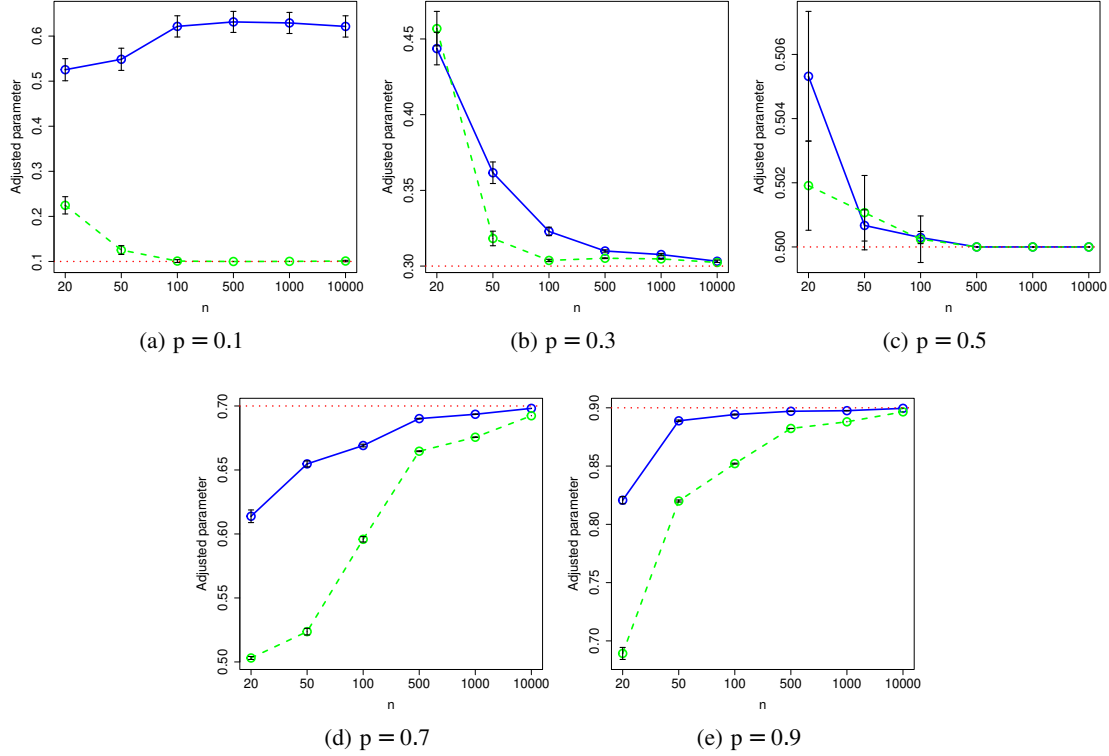 0.1 0.2 0.3 0.4 0.5 0.6
Adjusted parameter
20 50 100 500 1000 10000
n
(a) p = 0.1
0.30 0.35 0.40 0.45
Adjusted parameter
20 50 100 500 1000 10000
n
(b) p = 0.3
0.500 0.502 0.504 0.506
Adjusted parameter
20 50 100 500 1000 10000
n
(c) p = 0.5
0.50 0.55 0.60 0.65 0.70
Adjusted parameter
20 50 100 500 1000 10000
n
(d) p = 0.7
0.70 0.75 0.80 0.85 0.90
Adjusted parameter
20 50 100 500 1000 10000
n
(e) p = 0.9